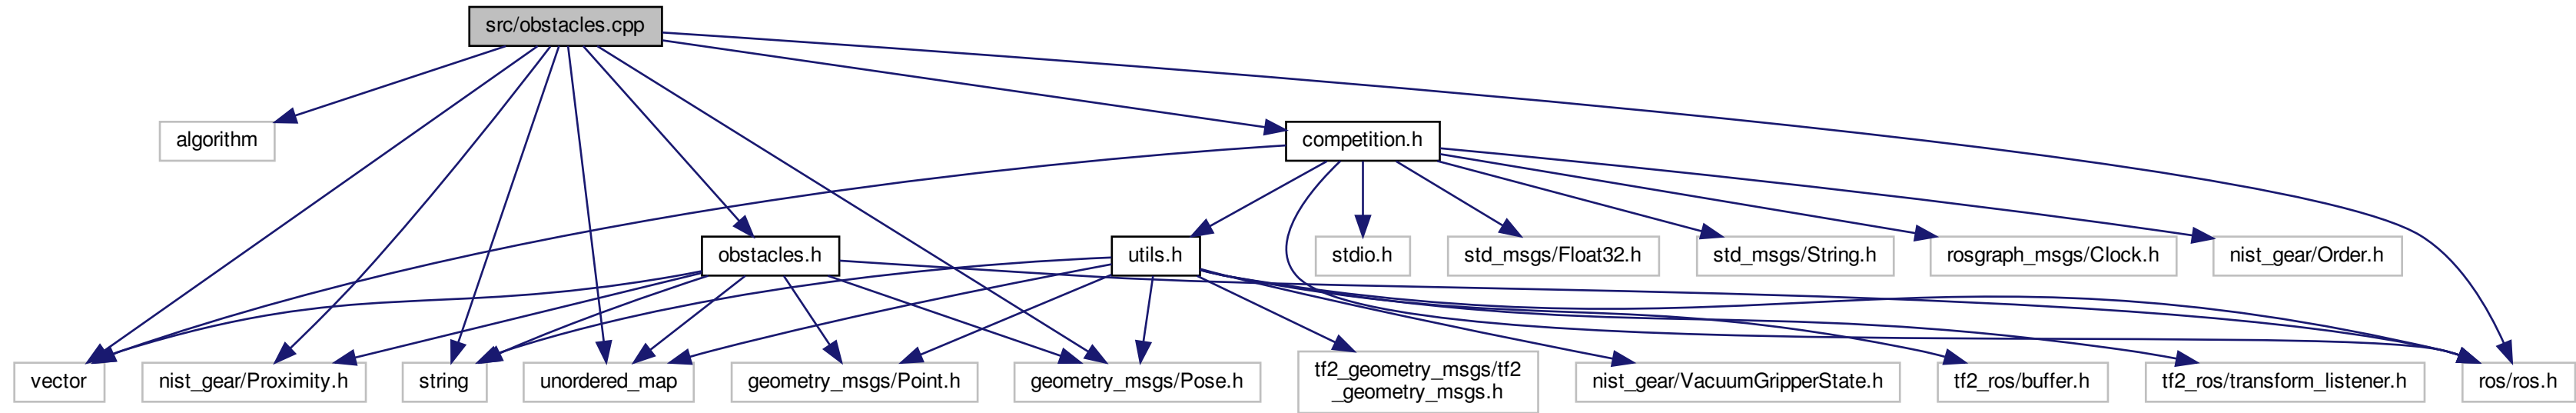 src/obstacles.cpp
algorithm
competition.h
obstacles.h
utils.h
stdio.h
std_msgs/Float32.h
std_msgs/String.h
rosgraph_msgs/Clock.h
nist_gear/Order.h
vector
nist_gear/Proximity.h
string
unordered_map
geometry_msgs/Point.h
geometry_msgs/Pose.h
tf2_geometry_msgs/tf2
_geometry_msgs.h
nist_gear/VacuumGripperState.h
tf2_ros/buffer.h
tf2_ros/transform_listener.h
ros/ros.h